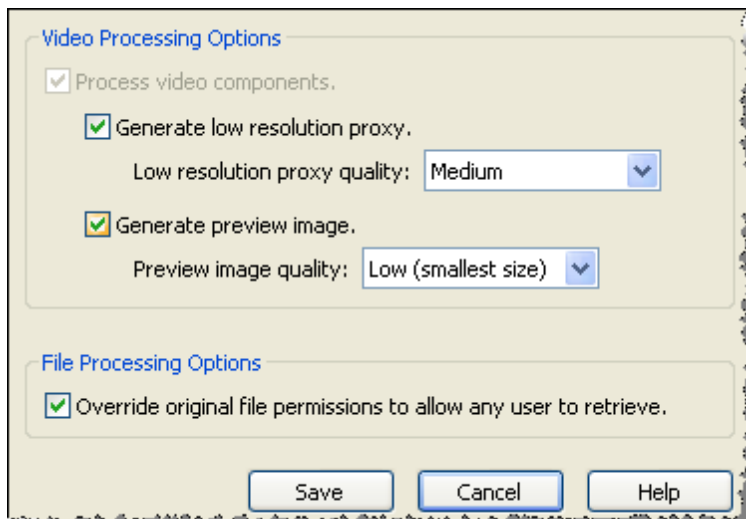 Video Processing Options
Process video components.
Generate low resolution proxy.
Low resolution proxy quality: Medium
Generate preview image.
Preview image quality: Low (smallest size)
File Processing Options
Override original file permissions to allow any user to retrieve.
Save Cancel Help